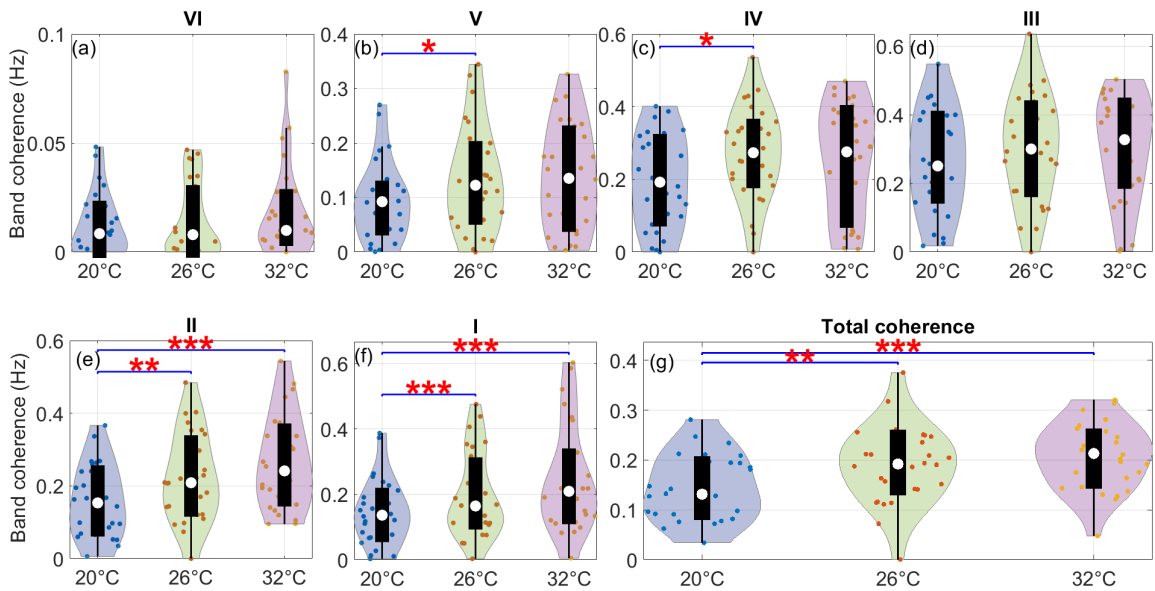 VI
(a)
Band coherence (Hz)
0.1
0.05
0
20°C 26°C 32°C
V
(b)
*
0.4
0.3
0.2
0.1
0
20°C 26°C 32°C
IV
(c)
*
0.6
0.4
0.2
0
20°C 26°C 32°C
III
(d)
0.6
0.4
0.2
0
20°C 26°C 32°C
II
(e)
***
**
Band coherence (Hz)
0.6
0.4
0.2
0
20°C 26°C 32°C
I
(f)
***
***
0.6
0.4
0.2
0
20°C 26°C 32°C
Total coherence
(g)
***
**
0.4
0.3
0.2
0.1
0
20°C 26°C 32°C